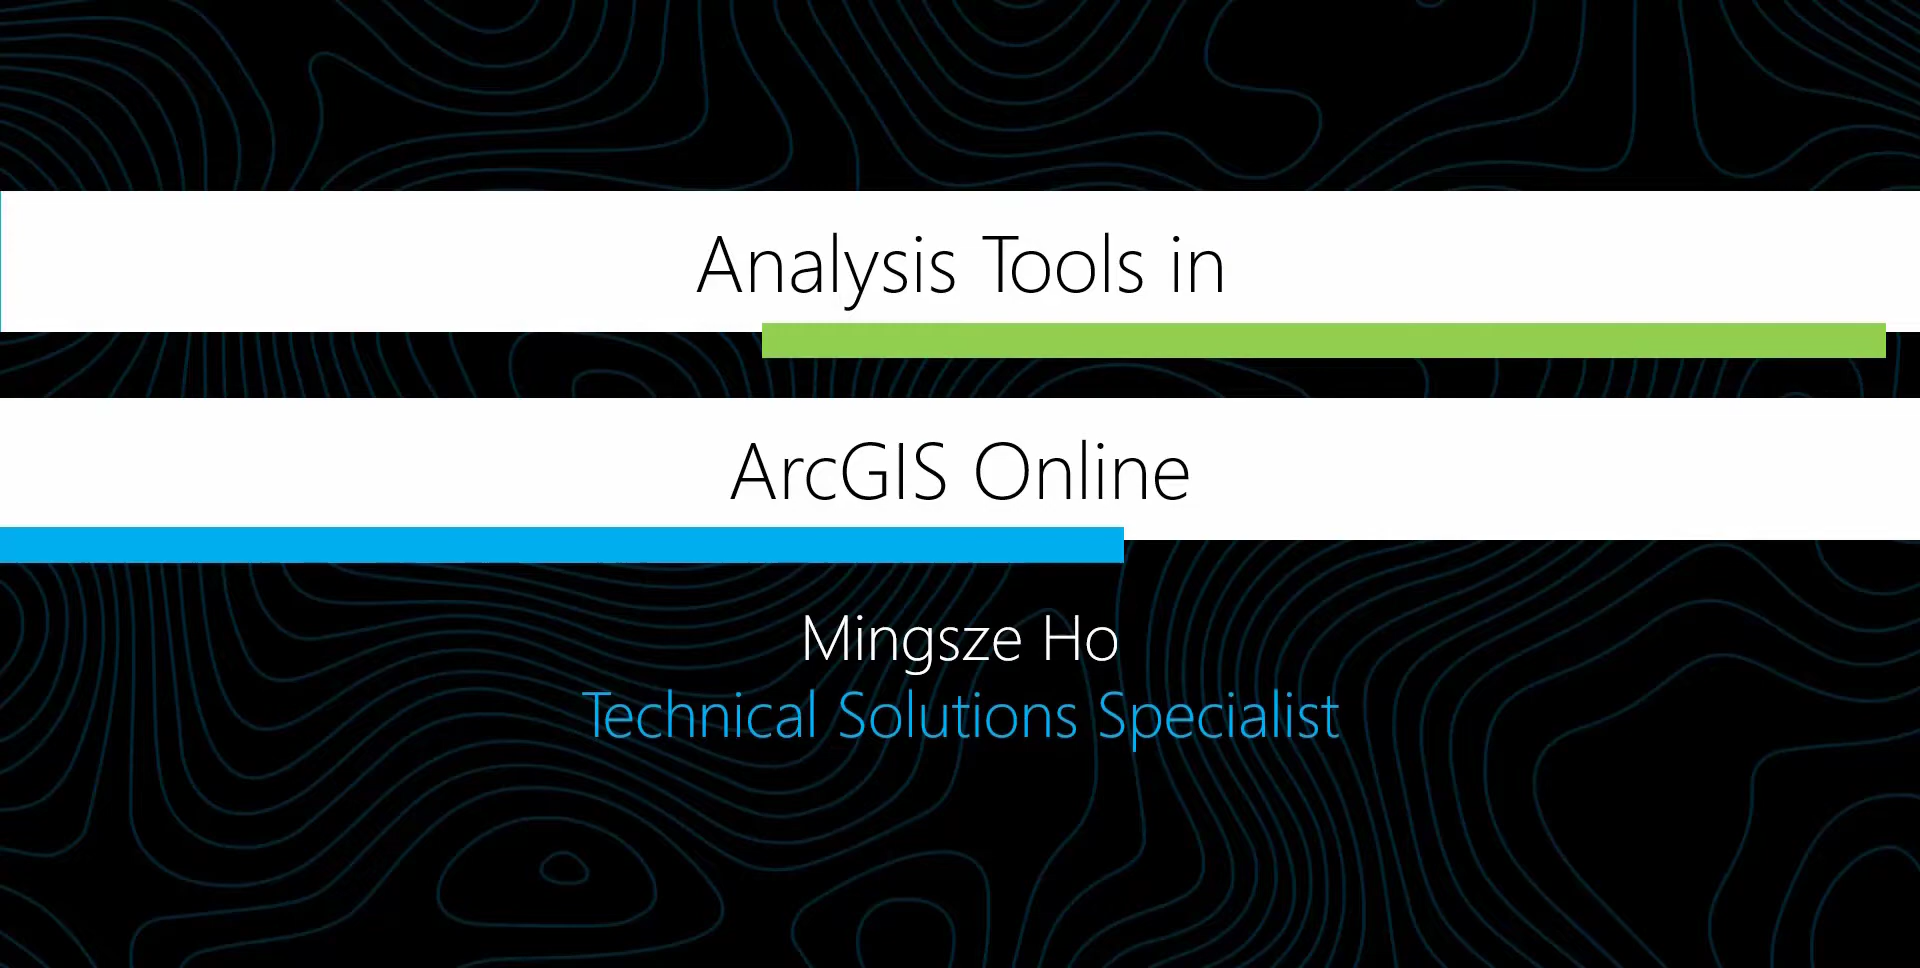 Analysis Tools in
ArcGIS Online
Mingsze Ho
Technical Solutions Specialist